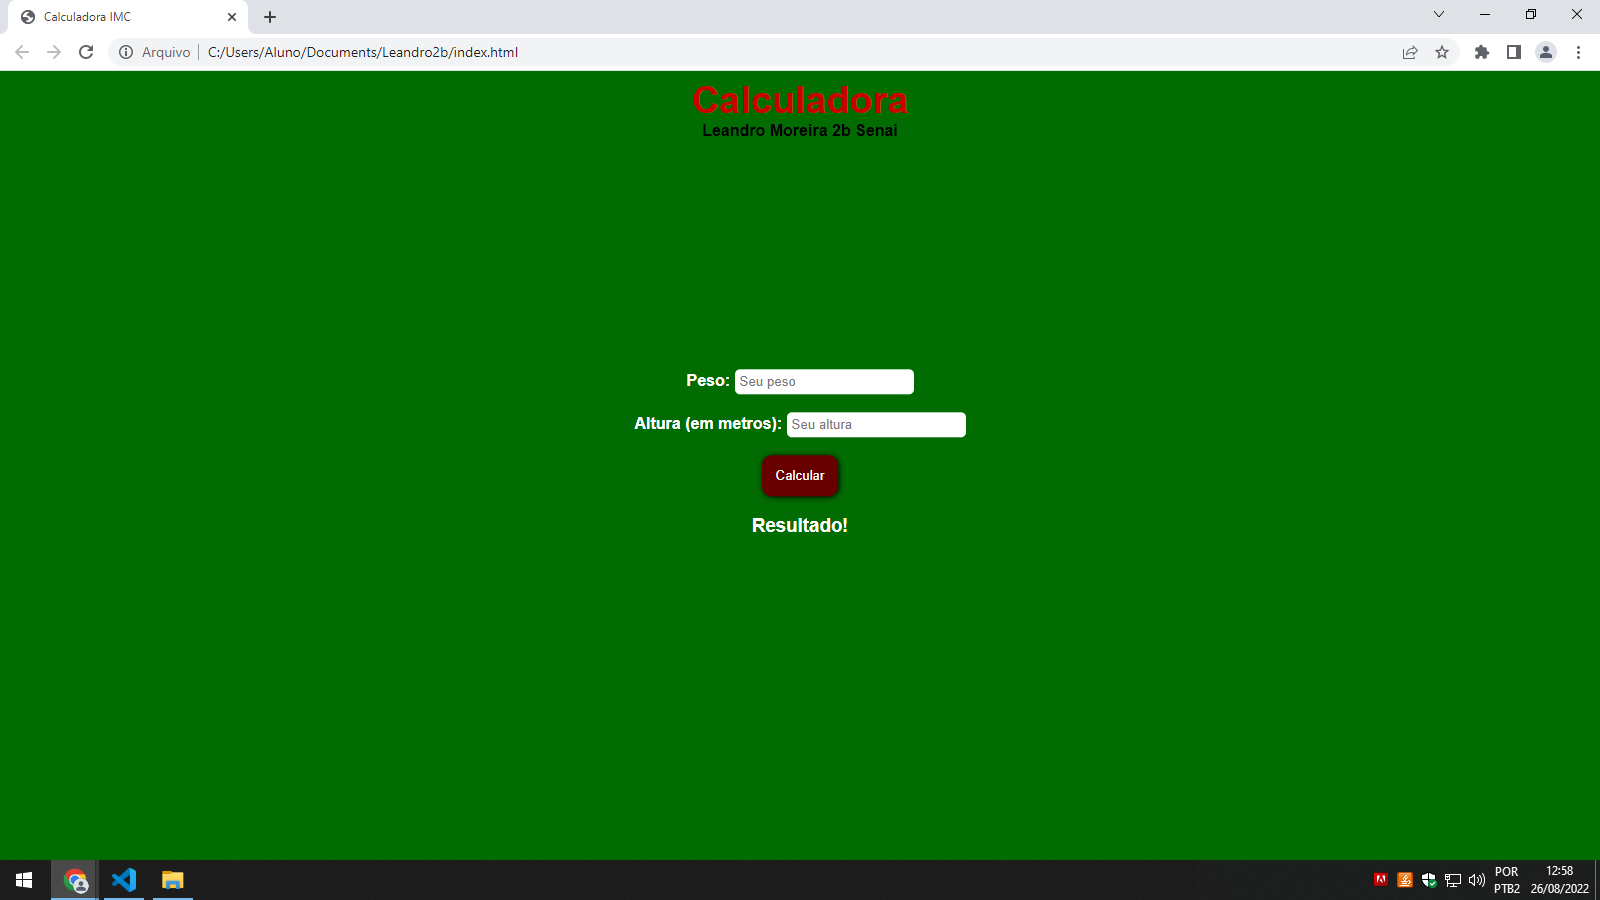 Calculadora IMC
Arquivo C:/Users/Aluno/Documents/Leandro2b/index.html
Calculadora
Leandro Moreira 2b Senai
Peso: Seu peso
Altura (em metros): Seu altura
Calcular
Resultado!
POR 12:58
PTB2 26/08/2022